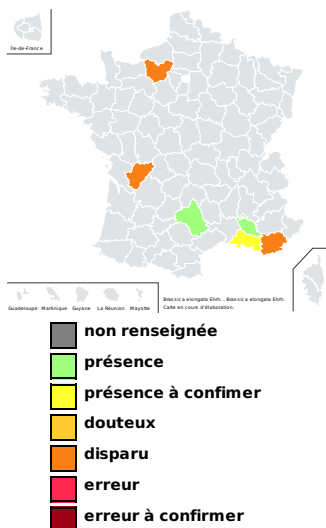 Île-de-France
Guadeloupe Martinique Guyane La Réunion Mayotte
Brassica elongata Ehrh. , Brassica elongata Ehrh.
Carte en cours d'élaboration.
non renseignée
présence
présence à confimer
douteux
disparu
erreur
erreur à confirmer